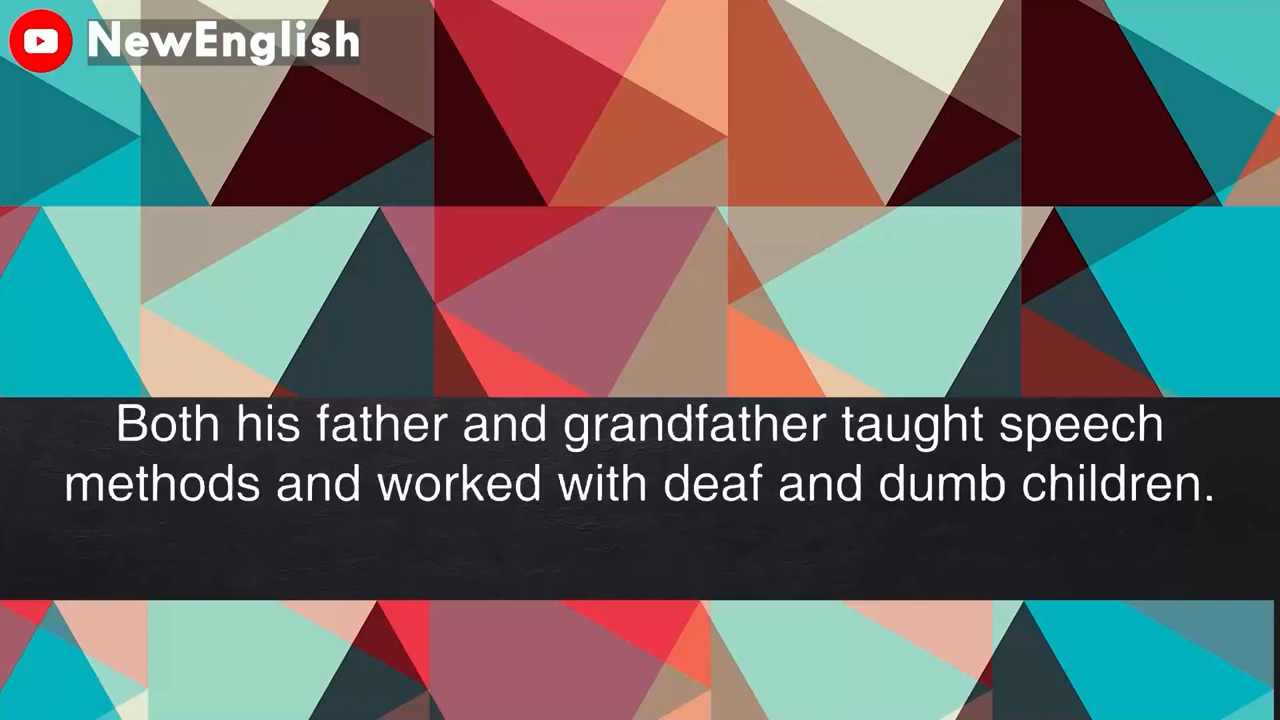 NewEnglish
Both his father and grandfather taught speech
methods and worked with deaf and dumb children.